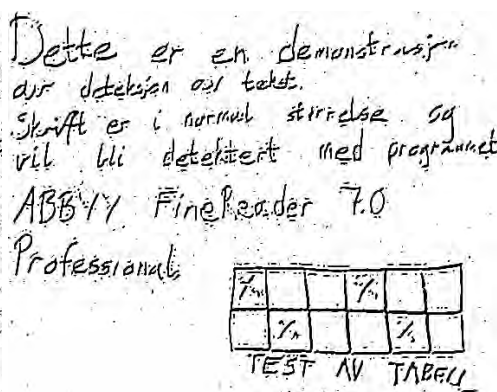 Dette er en demonstrasjon
av deteksjon av tekst.
Skrift er i normal størrelse og
vil bli detektert med programmet
ABBYY FineReader 7.0
Professional.
TEST AV TABELL